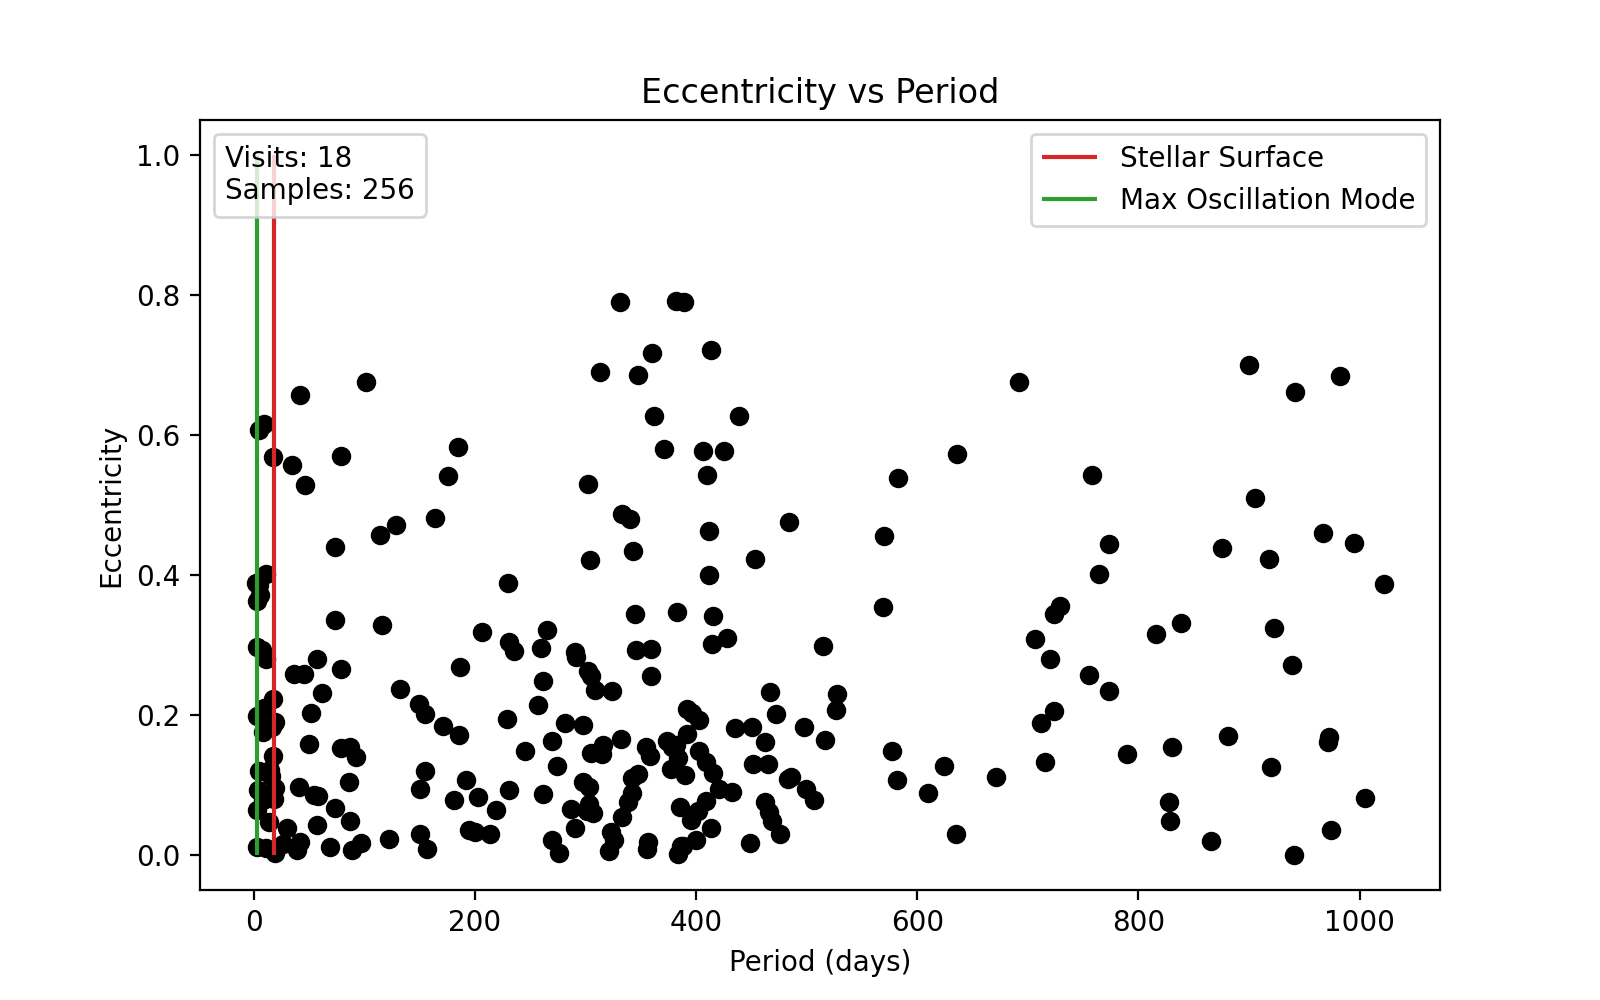 Eccentricity vs Period
Visits: 18
Samples: 256
Stellar Surface
Max Oscillation Mode
1.0
0.8
0.6
0.4
0.2
0.0
Eccentricity
0
200
400
600
800
1000
Period (days)